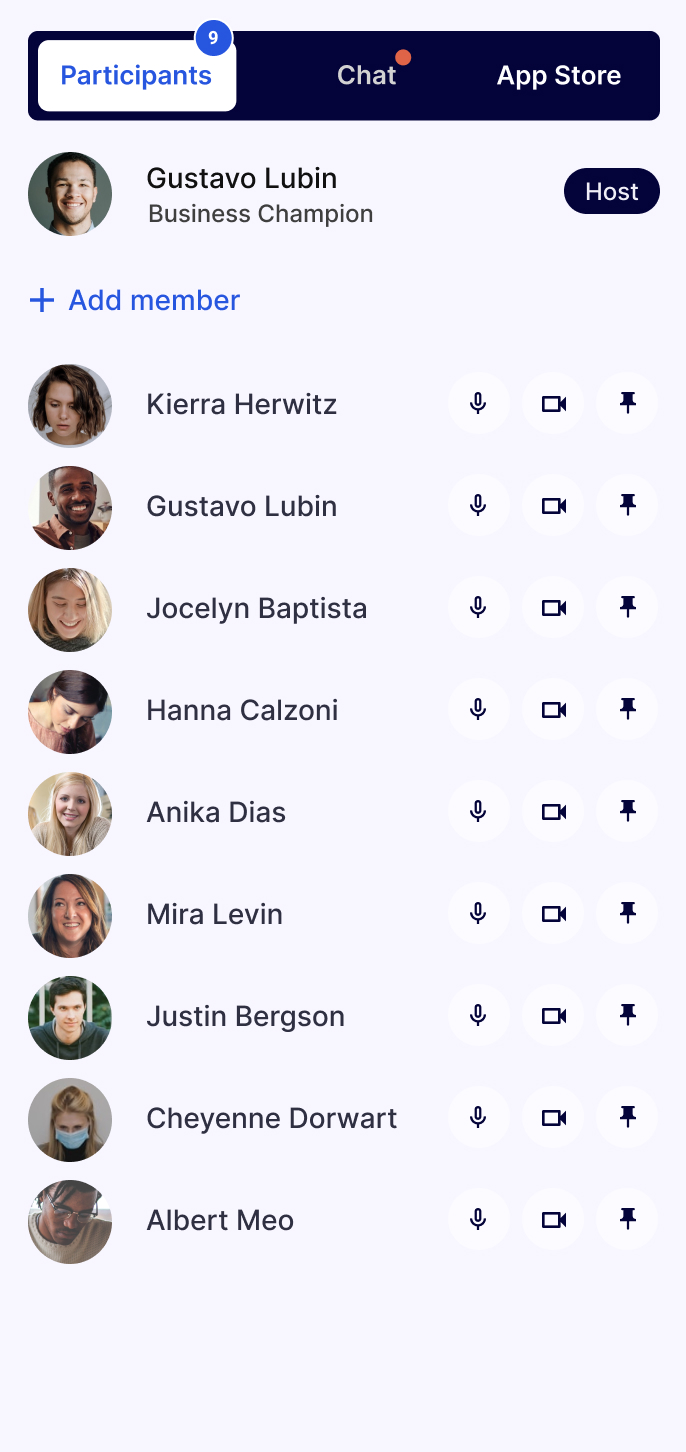 9
Participants Chat App Store
Gustavo Lubin
Business Champion
Host
+ Add member
Kierra Herwitz
Gustavo Lubin
Jocelyn Baptista
Hanna Calzoni
Anika Dias
Mira Levin
Justin Bergson
Cheyenne Dorwart
Albert Meo